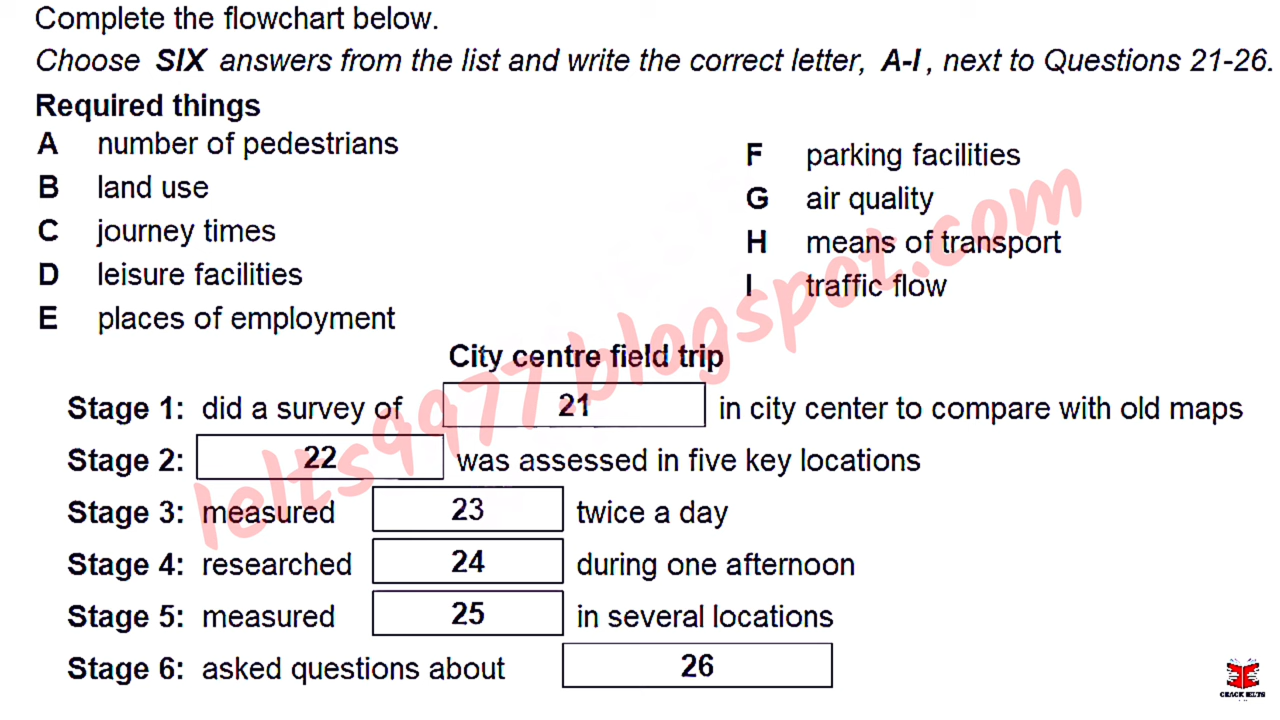 Complete the flowchart below.
Choose SIX answers from the list and write the correct letter, A-I, next to Questions 21-26.
Required things
A number of pedestrians
B land use
C journey times
D leisure facilities
E places of employment
F parking facilities
G air quality
H means of transport
I traffic flow
City centre field trip
Stage 1: did a survey of 21 in city center to compare with old maps
Stage 2: 22 was assessed in five key locations
Stage 3: measured 23 twice a day
Stage 4: researched 24 during one afternoon
Stage 5: measured 25 in several locations
Stage 6: asked questions about 26
Ielts9977.blogspot.com
CRACK IELTS